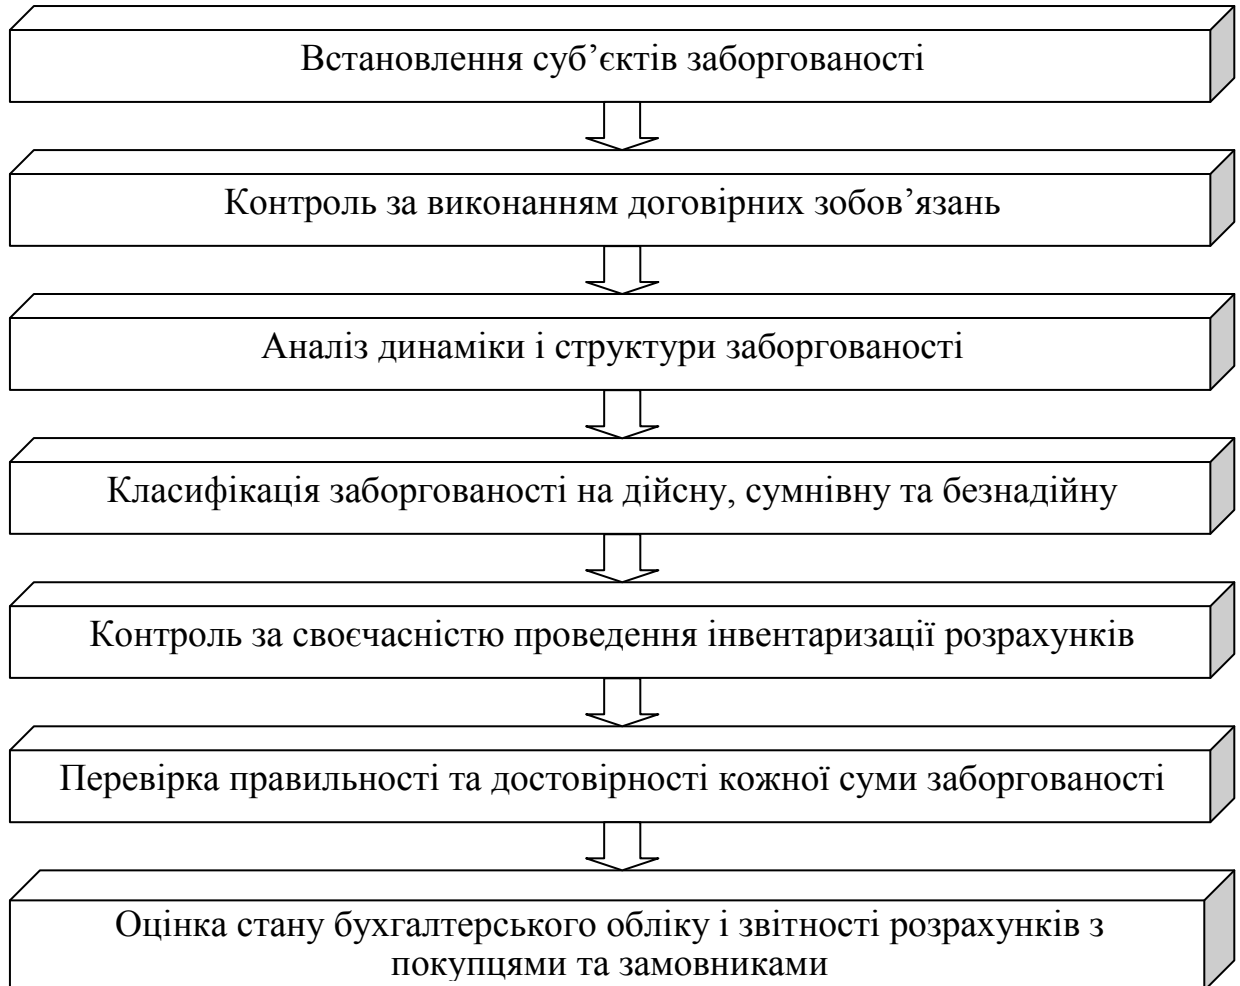 Встановлення суб’єктів заборгованості
Контроль за виконанням договірних зобов’язань
Аналіз динаміки і структури заборгованості
Класифікація заборгованості на дійсну, сумнівну та безнадійну
Контроль за своєчасністю проведення інвентаризації розрахунків
Перевірка правильності та достовірності кожної суми заборгованості
Оцінка стану бухгалтерського обліку і звітності розрахунків з
покупцями та замовниками